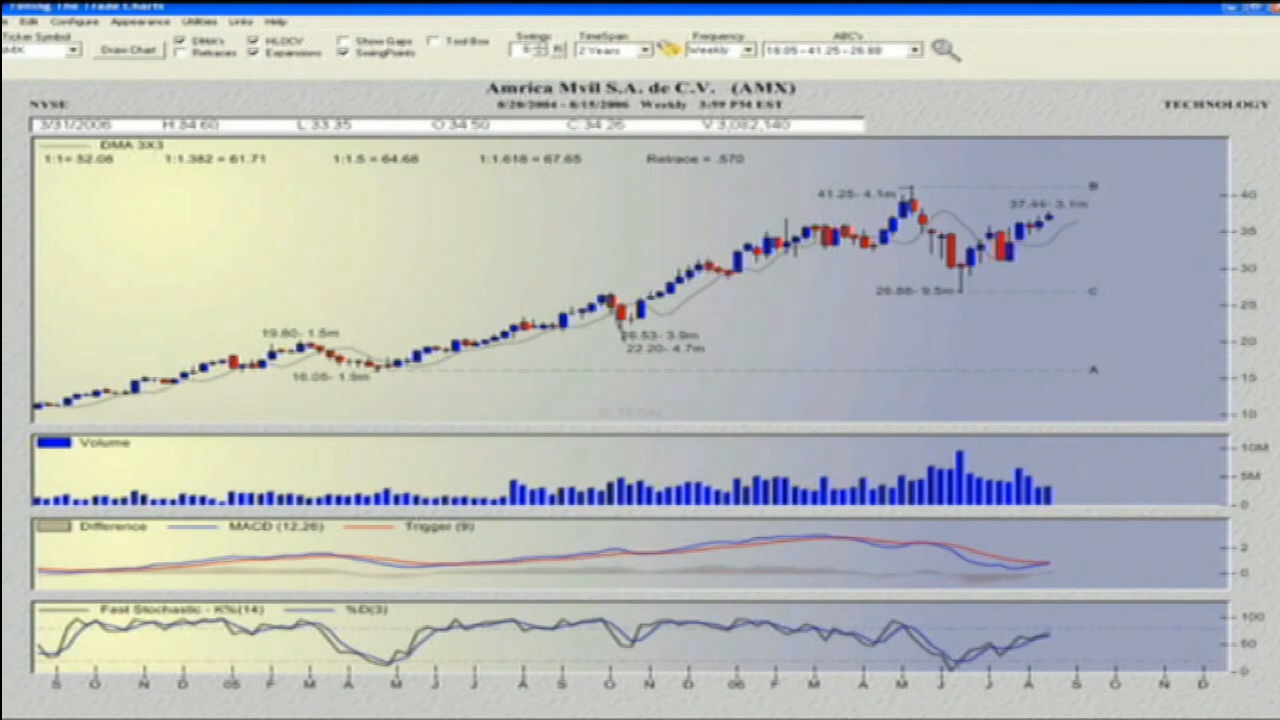 Timing The Trade Charts
Edit Configure Appearance Utilities Links Help
Ticker Symbol
AMX
Draw Chart
DMA's HLOCV Show Gaps Tool Box
Retraces Expansions SwingPoints
Swings TimeSpan Frequency ABC's
2 Years Weekly 16.05 - 41.25 - 26.88
Amrica Mvil S.A. de C.V. (AMX)
NYSE 8/20/2004 - 8/15/2006 Weekly 3:59 PM EST TECHNOLOGY
3/31/2006 H:34.60 L:33.35 O:34.50 C:34.26 V:3,082,140
DMA 3X3
1:1= 52.08 1:1.382 = 61.71 1:1.5 = 64.68 1:1.618 = 67.65 Retrace = .570
41.25- 4.1m B 40
37.44- 3.1m
35
30
26.88- 9.5m C
25
19.80- 1.5m 26.53- 3.9m 20
22.20- 4.7m
16.05- 1.9m A 15
10
Volume 10M
5M
0
Difference MACD (12,26) Trigger (9)
2
0
Fast Stochastic - K%(14) %D(3) 100
50
0
S O N D 05 F M A M J J A S O N D 06 F M A M J J A S O N D